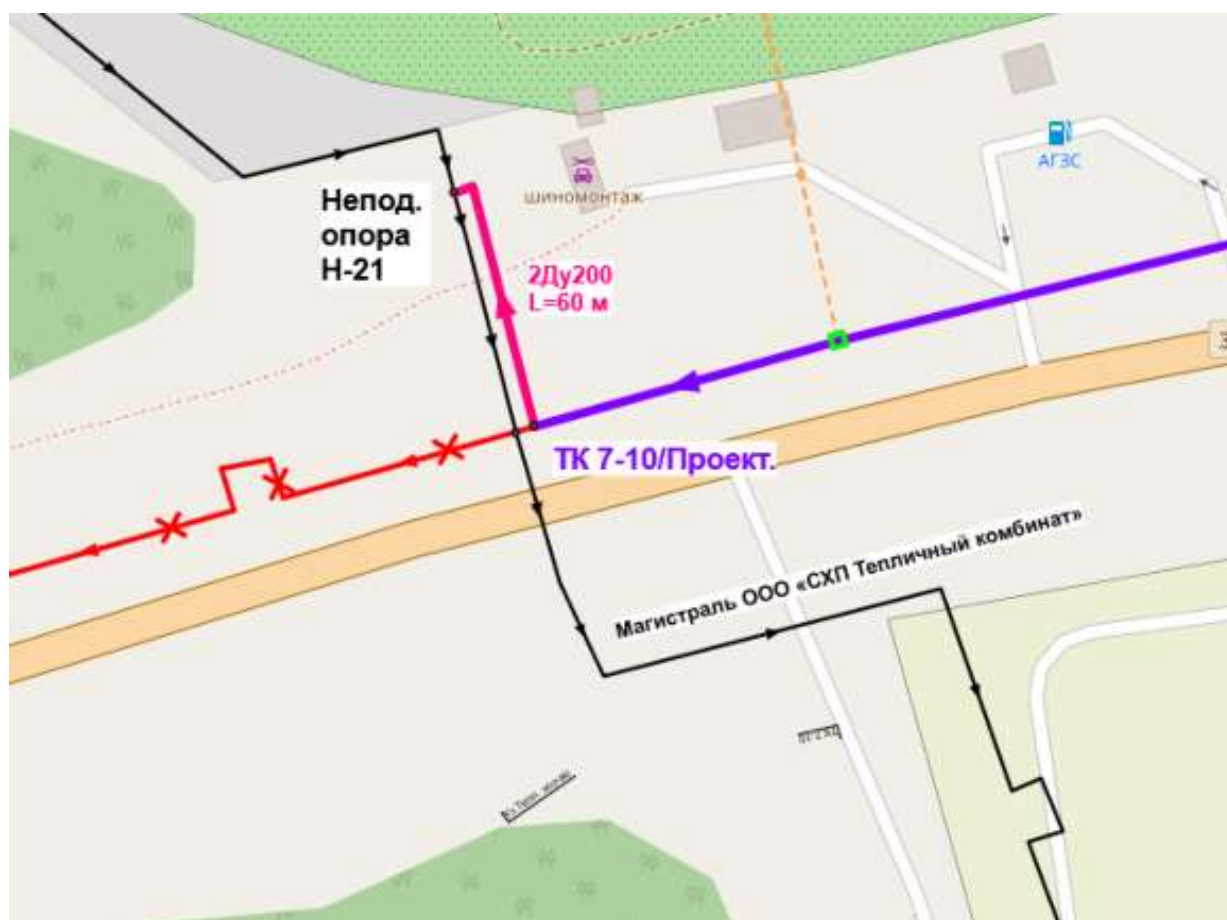 АГЗС
шиномонтаж
Непод.
опора
Н-21
2Ду200
L=60 м
ТК 7-10/Проект.
Магистраль ООО «СХП Тепличный комбинат»